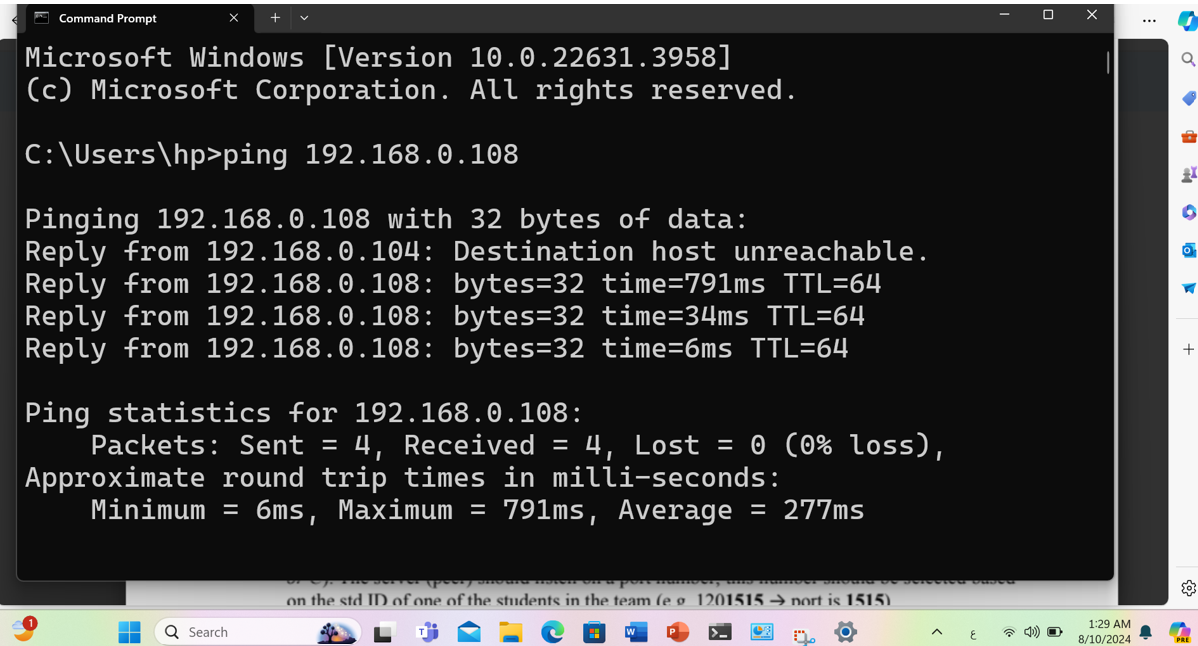 Command Prompt
Microsoft Windows [Version 10.0.22631.3958]
(c) Microsoft Corporation. All rights reserved.
C:\Users\hp>ping 192.168.0.108
Pinging 192.168.0.108 with 32 bytes of data:
Reply from 192.168.0.104: Destination host unreachable.
Reply from 192.168.0.108: bytes=32 time=791ms TTL=64
Reply from 192.168.0.108: bytes=32 time=34ms TTL=64
Reply from 192.168.0.108: bytes=32 time=6ms TTL=64
Ping statistics for 192.168.0.108:
Packets: Sent = 4, Received = 4, Lost = 0 (0% loss),
Approximate round trip times in milli-seconds:
Minimum = 6ms, Maximum = 791ms, Average = 277ms
or C). The server (peer) should listen on a port number, this number should be selected based
on the std ID of one of the students in the team (e.g. 1201515 → port is 1515)
1
Search
ع
1:29 AM
8/10/2024
PRE